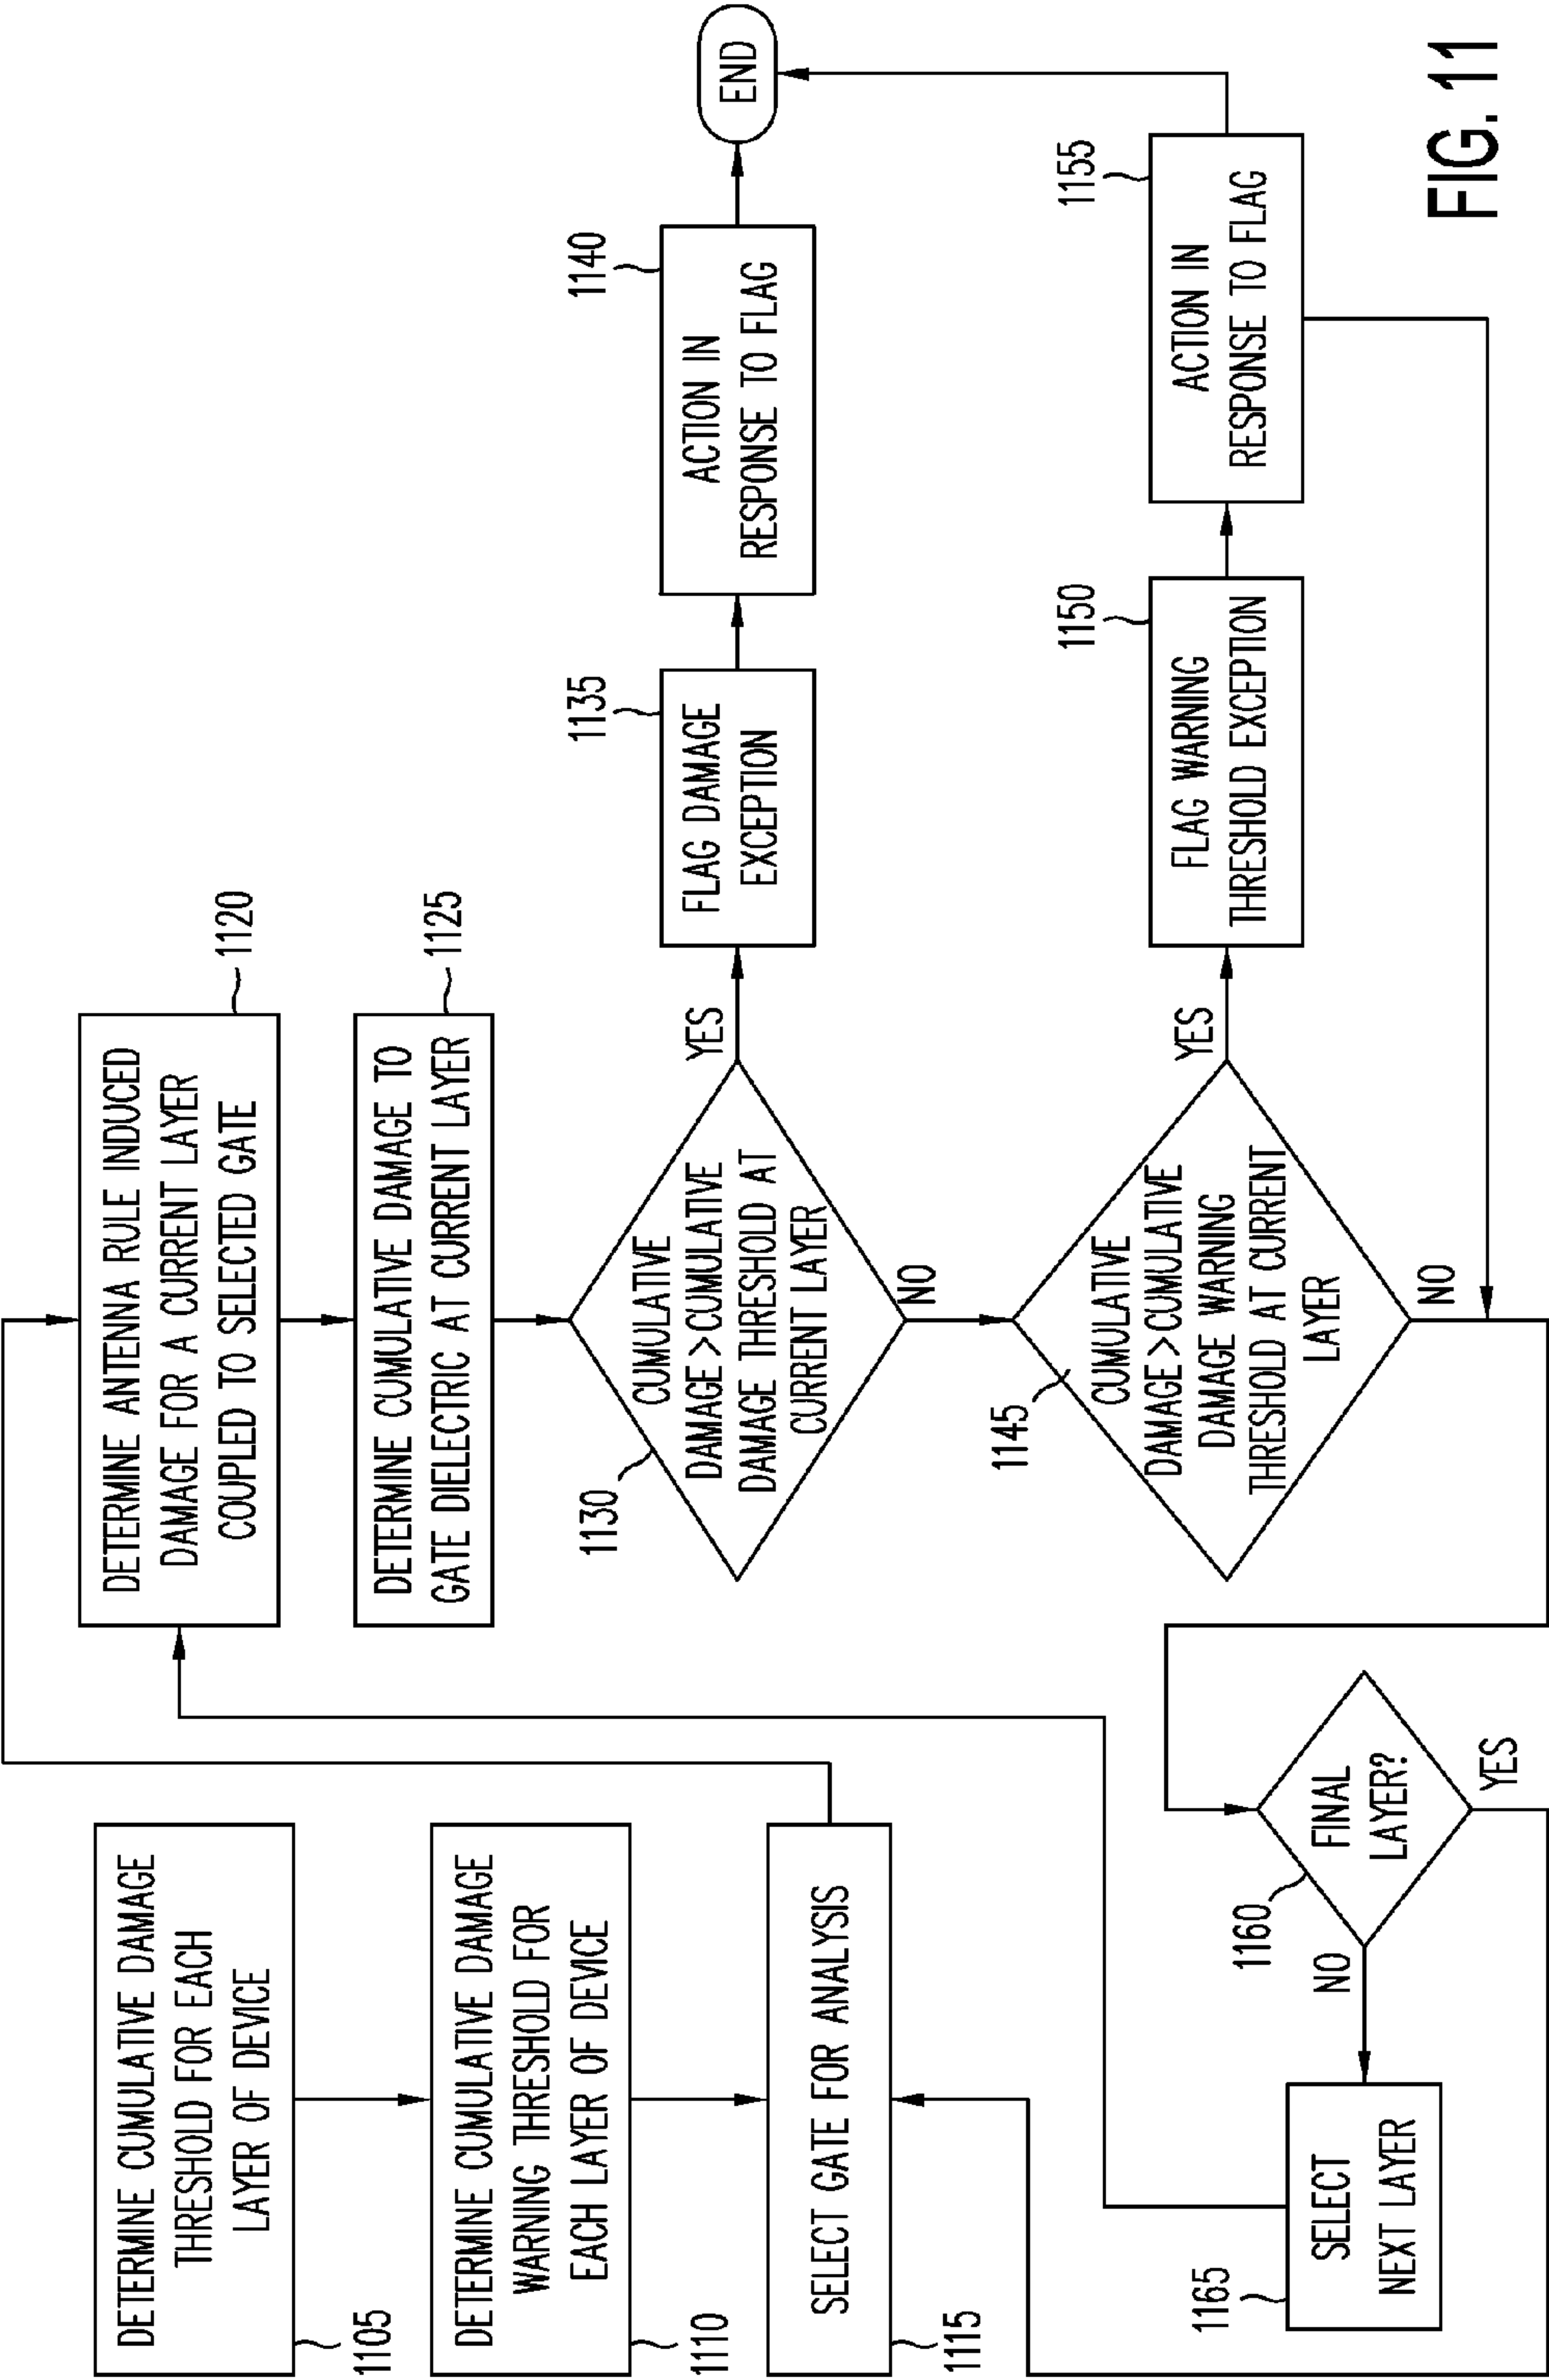 DETERMINE CUMULATIVE DAMAGE
THRESHOLD FOR EACH
LAYER OF DEVICE
1105
DETERMINE CUMULATIVE DAMAGE
WARNING THRESHOLD FOR
EACH LAYER OF DEVICE
1110
SELECT GATE FOR ANALYSIS
1115
DETERMINE ANTENNA RULE INDUCED
DAMAGE FOR A CURRENT LAYER
COUPLED TO SELECTED GATE
1120
DETERMINE CUMULATIVE DAMAGE TO
GATE DIELECTRIC AT CURRENT LAYER
1125
1130
CUMULATIVE
DAMAGE>CUMULATIVE
DAMAGE THRESHOLD AT
CURRENT LAYER
YES
NO
1135
FLAG DAMAGE
EXCEPTION
1140
ACTION IN
RESPONSE TO FLAG
END
1145
CUMULATIVE
DAMAGE>CUMULATIVE
DAMAGE WARNING
THRESHOLD AT CURRENT
LAYER
YES
NO
1150
FLAG WARNING
THRESHOLD EXCEPTION
1155
ACTION IN
RESPONSE TO FLAG
1160
FINAL
LAYER?
NO
YES
1165
SELECT
NEXT LAYER
FIG. 11